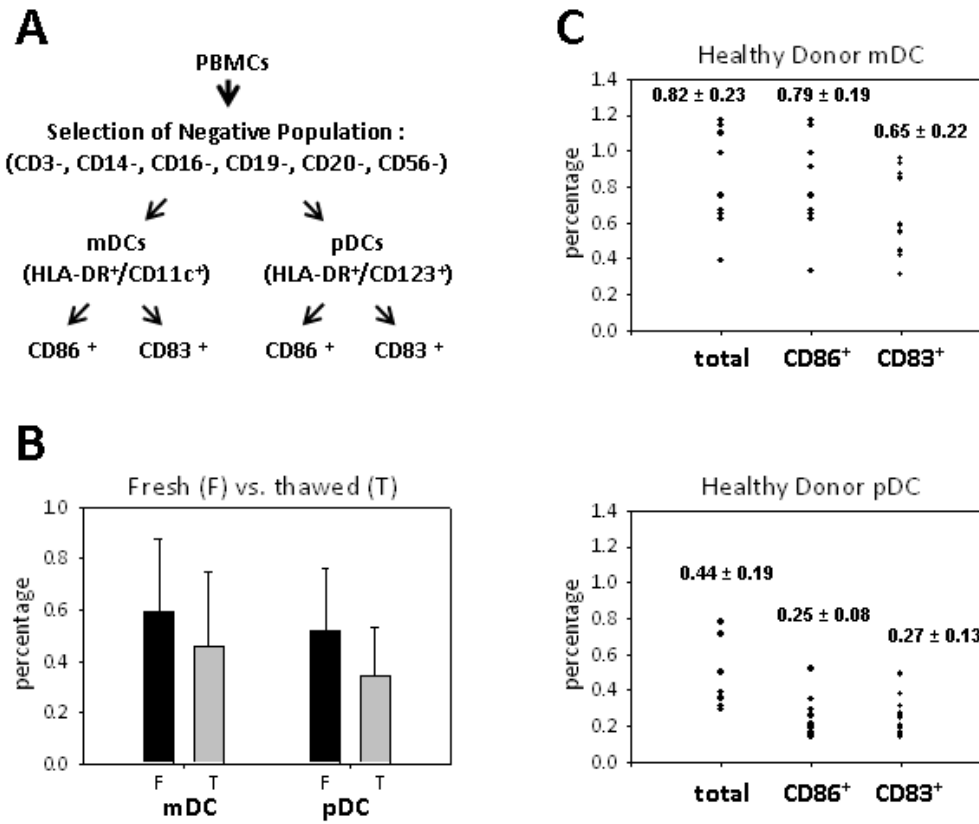 A
PBMCs
Selection of Negative Population :
(CD3-, CD14-, CD16-, CD19-, CD20-, CD56-)
mDCs pDCs
(HLA-DR⁺/CD11c⁺) (HLA-DR⁺/CD123⁺)
CD86 ⁺ CD83 ⁺ CD86 ⁺ CD83 ⁺
B
Fresh (F) vs. thawed (T)
percentage
1.0
0.8
0.6
0.4
0.2
0.0
F T F T
mDC pDC
C
Healthy Donor mDC
percentage
1.4
1.2
1.0
0.8
0.6
0.4
0.2
0.0
0.82 ± 0.23 0.79 ± 0.19
0.65 ± 0.22
total CD86⁺ CD83⁺
Healthy Donor pDC
percentage
1.4
1.2
1.0
0.8
0.6
0.4
0.2
0.0
0.44 ± 0.19
0.25 ± 0.08
0.27 ± 0.13
total CD86⁺ CD83⁺